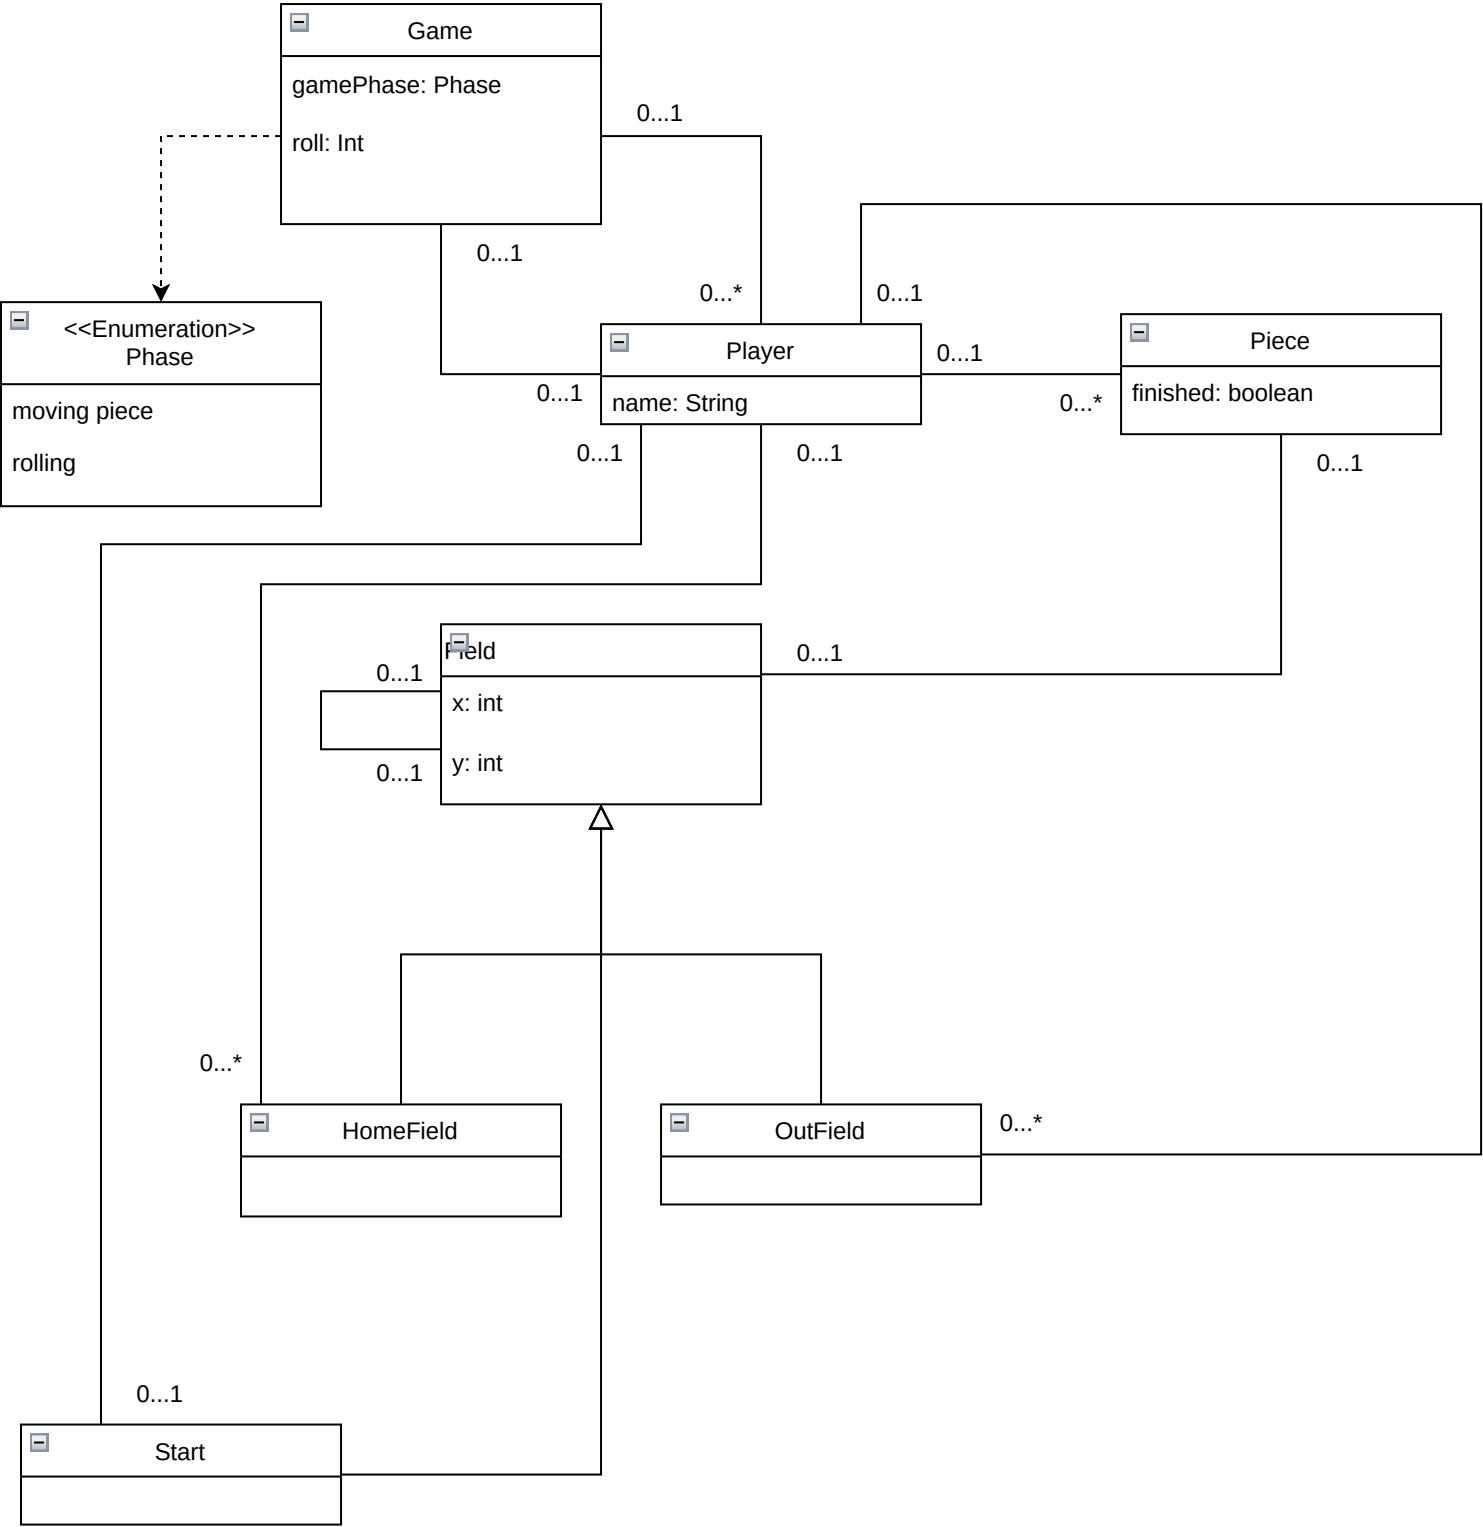 Game
gamePhase: Phase
roll: Int
0...1
0...1
0...*
0...1
<<Enumeration>>
Phase
moving piece
rolling
Player
name: String
0...1
0...1
0...*
Piece
finished: boolean
0...1
0...1
0...1
Field
x: int
y: int
0...1
0...1
0...1
0...*
HomeField
OutField
0...*
0...1
Start